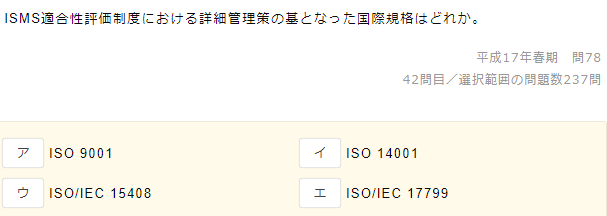 ISMS適合性評価制度における詳細管理策の基となった国際規格はどれか。
平成17年春期　問78
42問目／選択範囲の問題数237問
ア ISO 9001
イ ISO 14001
ウ ISO/IEC 15408
エ ISO/IEC 17799